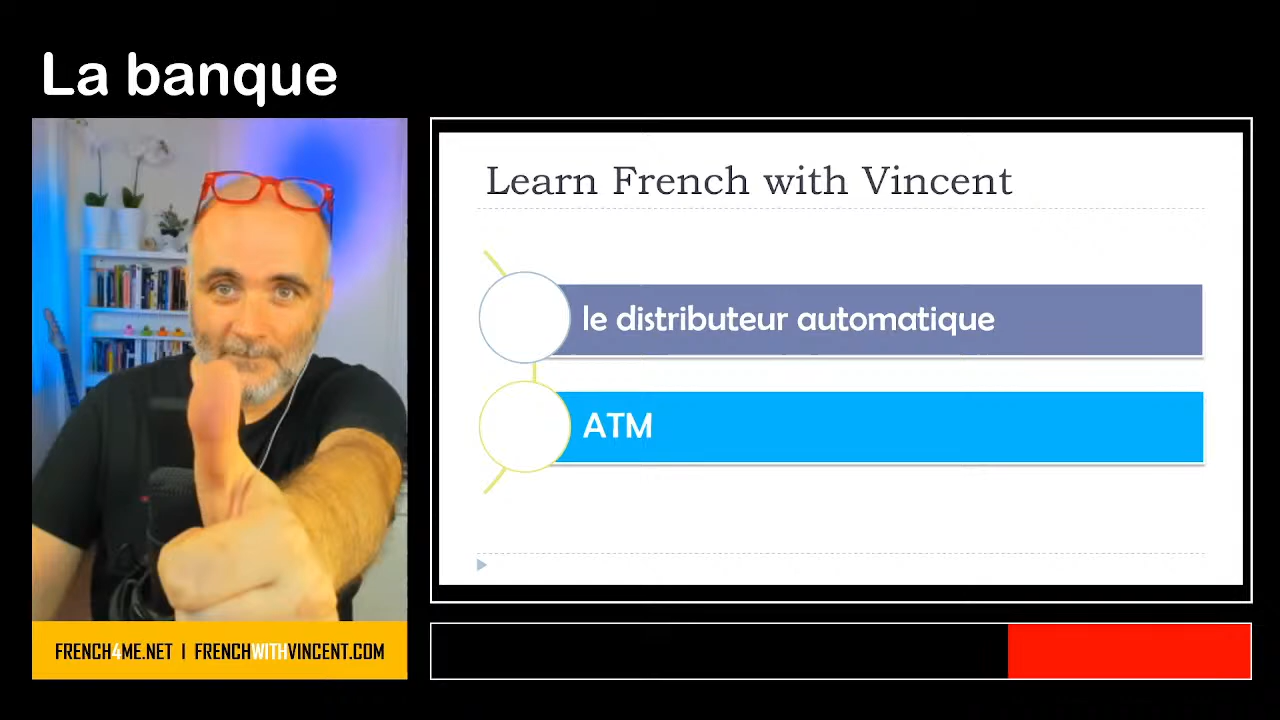 La banque
Learn French with Vincent
le distributeur automatique
ATM
FRENCH4ME.NET I FRENCHWITHVINCENT.COM